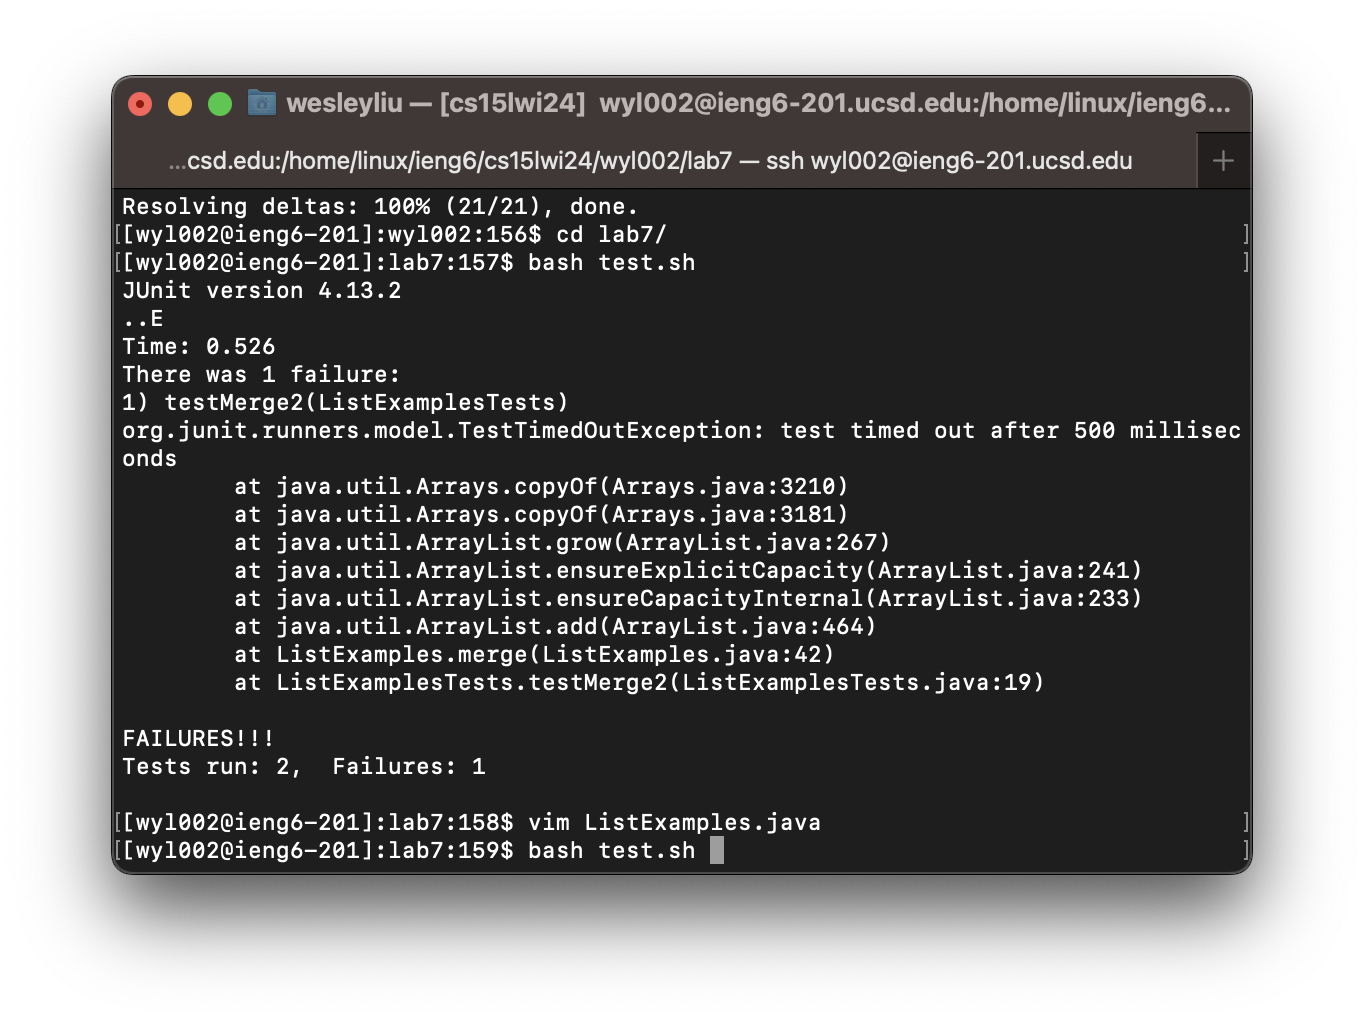 wesleyliu — [cs15lwi24] wyl002@ieng6-201.ucsd.edu:/home/linux/ieng6...
...csd.edu:/home/linux/ieng6/cs15lwi24/wyl002/lab7 — ssh wyl002@ieng6-201.ucsd.edu +
Resolving deltas: 100% (21/21), done.
[[wyl002@ieng6-201]:wyl002:156$ cd lab7/ ]
[[wyl002@ieng6-201]:lab7:157$ bash test.sh ]
JUnit version 4.13.2
..E
Time: 0.526
There was 1 failure:
1) testMerge2(ListExamplesTests)
org.junit.runners.model.TestTimedOutException: test timed out after 500 millisec
onds
        at java.util.Arrays.copyOf(Arrays.java:3210)
        at java.util.Arrays.copyOf(Arrays.java:3181)
        at java.util.ArrayList.grow(ArrayList.java:267)
        at java.util.ArrayList.ensureExplicitCapacity(ArrayList.java:241)
        at java.util.ArrayList.ensureCapacityInternal(ArrayList.java:233)
        at java.util.ArrayList.add(ArrayList.java:464)
        at ListExamples.merge(ListExamples.java:42)
        at ListExamplesTests.testMerge2(ListExamplesTests.java:19)
FAILURES!!!
Tests run: 2,  Failures: 1
[[wyl002@ieng6-201]:lab7:158$ vim ListExamples.java ]
[[wyl002@ieng6-201]:lab7:159$ bash test.sh ]